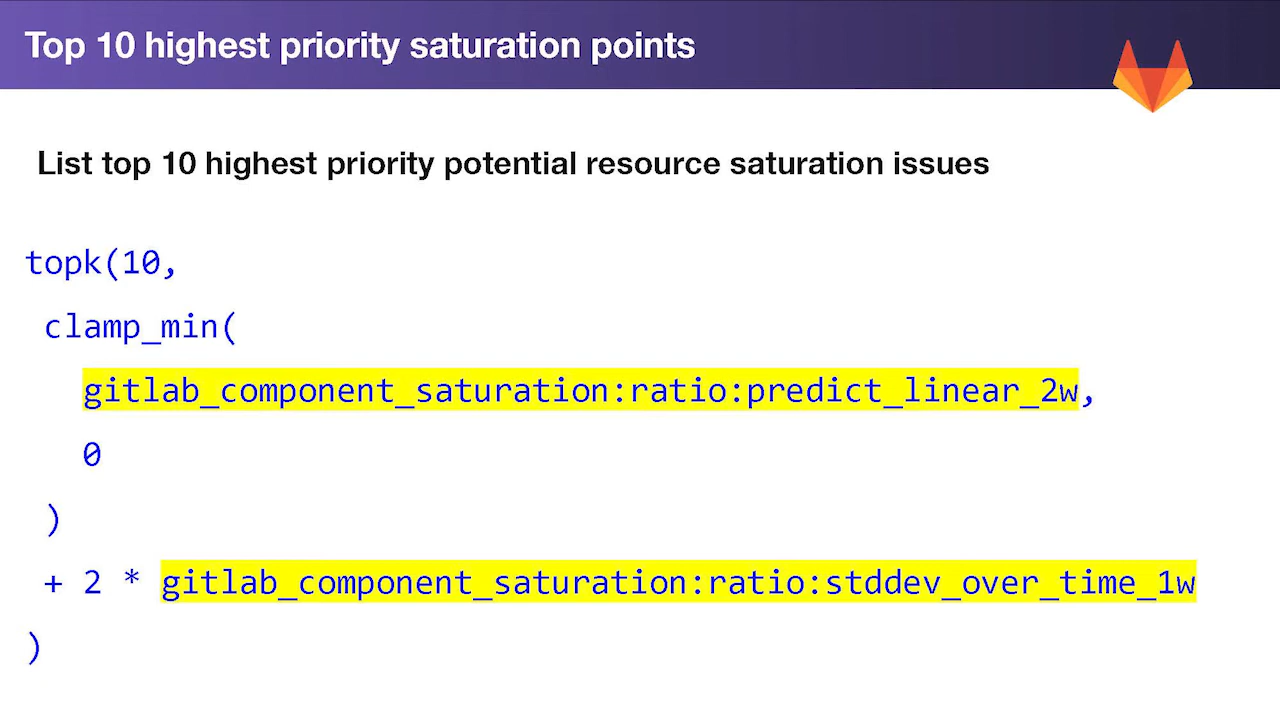 Top 10 highest priority saturation points
List top 10 highest priority potential resource saturation issues
topk(10,
clamp_min(
gitlab_component_saturation:ratio:predict_linear_2w,
0
)
+ 2 * gitlab_component_saturation:ratio:stddev_over_time_1w
)